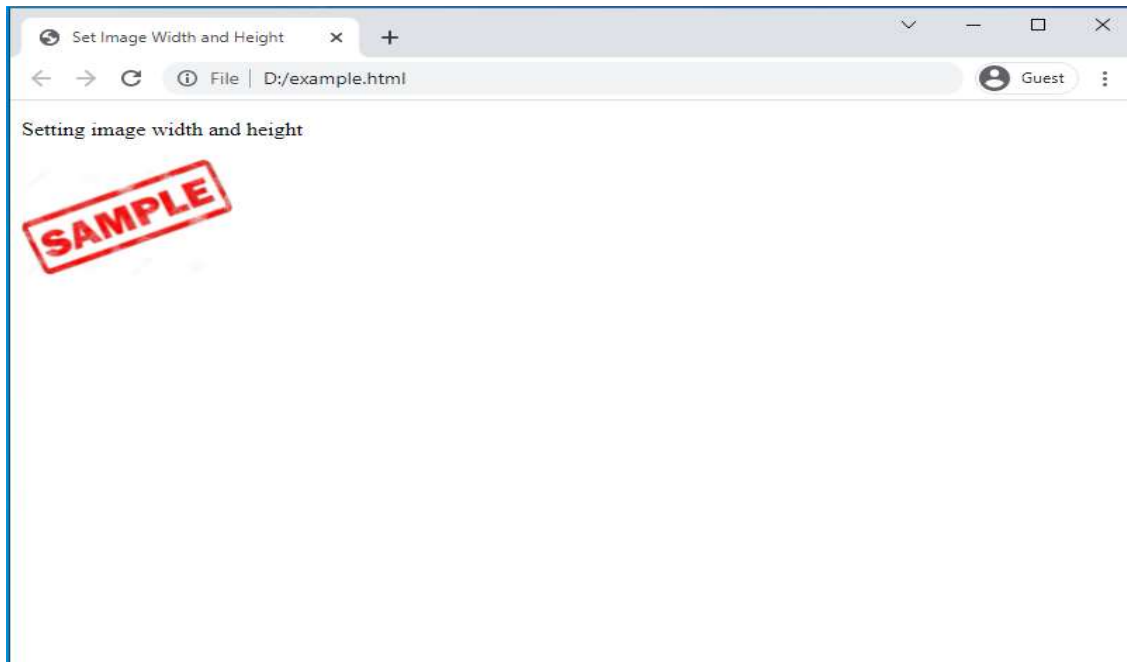 Set Image Width and Height
File | D:/example.html
Guest
Setting image width and height
SAMPLE